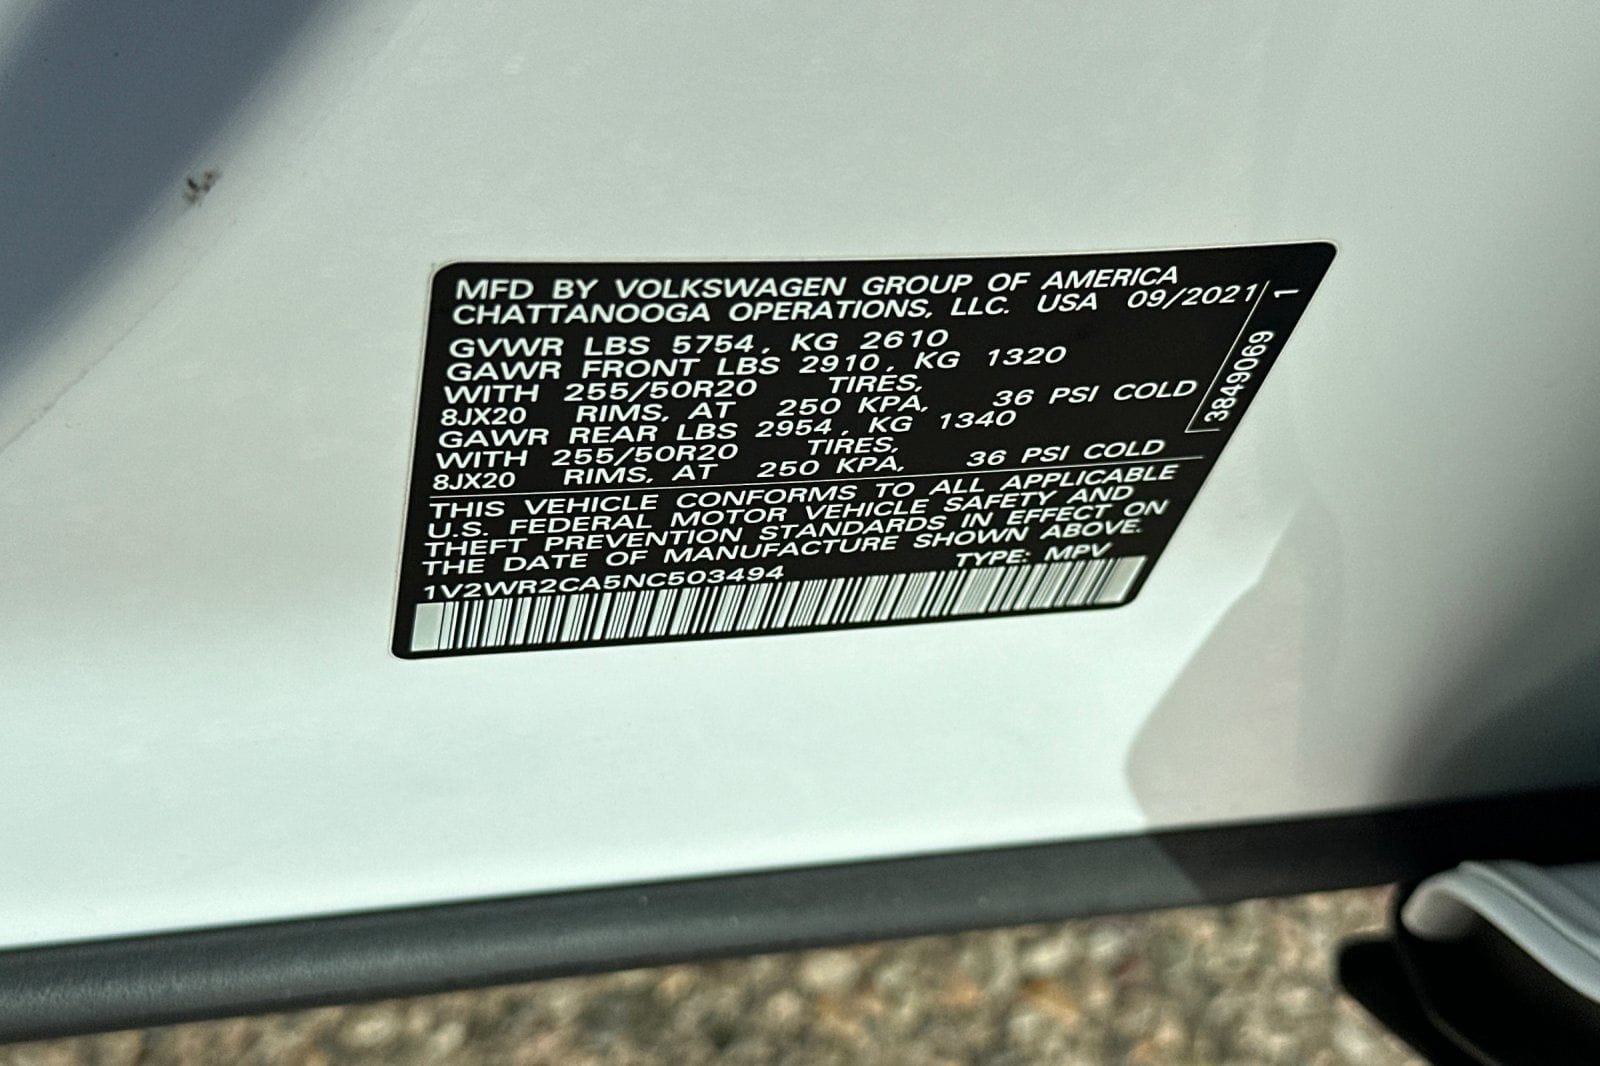 MFD BY VOLKSWAGEN GROUP OF AMERICA
CHATTANOOGA OPERATIONS, LLC. USA 09/2021
GVWR LBS 5754, KG 2610
GAWR FRONT LBS 2910, KG 1320
WITH 255/50R20 TIRES,
8JX20 RIMS, AT 250 KPA, 36 PSI COLD
GAWR REAR LBS 2954, KG 1340
WITH 255/50R20 TIRES,
8JX20 RIMS, AT 250 KPA, 36 PSI COLD
THIS VEHICLE CONFORMS TO ALL APPLICABLE
U.S. FEDERAL MOTOR VEHICLE SAFETY AND
THEFT PREVENTION STANDARDS IN EFFECT ON
THE DATE OF MANUFACTURE SHOWN ABOVE.
1V2WR2CA5NC503494 TYPE: MPV
3849069 1